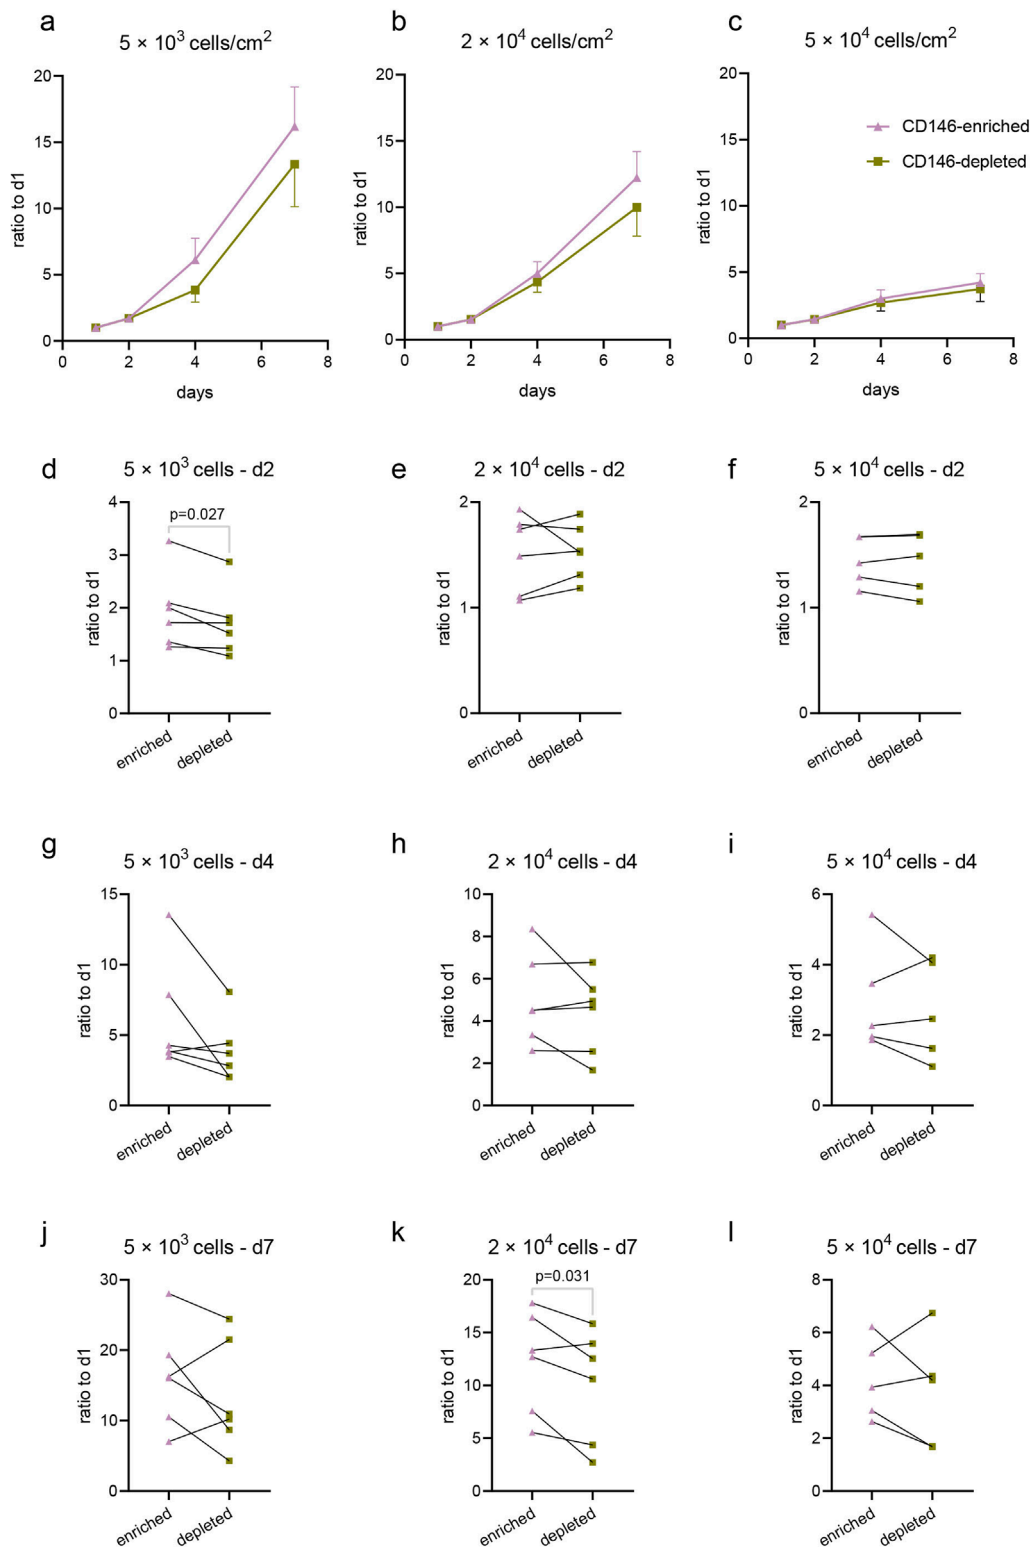 a
5 × 10³ cells/cm²
20
15
10
5
0
ratio to d1
0 2 4 6 8
days
b
2 × 10⁴ cells/cm²
20
15
10
5
0
ratio to d1
0 2 4 6 8
days
c
5 × 10⁴ cells/cm²
20
15
10
5
0
ratio to d1
0 2 4 6 8
days
CD146-enriched
CD146-depleted
d
5 × 10³ cells - d2
p=0.027
4
3
2
1
0
ratio to d1
enriched depleted
e
2 × 10⁴ cells - d2
2
1
0
ratio to d1
enriched depleted
f
5 × 10⁴ cells - d2
2
1
0
ratio to d1
enriched depleted
g
5 × 10³ cells - d4
15
10
5
0
ratio to d1
enriched depleted
h
2 × 10⁴ cells - d4
10
8
6
4
2
0
ratio to d1
enriched depleted
i
5 × 10⁴ cells - d4
6
4
2
0
ratio to d1
enriched depleted
j
5 × 10³ cells - d7
30
20
10
0
ratio to d1
enriched depleted
k
2 × 10⁴ cells - d7
p=0.031
20
15
10
5
0
ratio to d1
enriched depleted
l
5 × 10⁴ cells - d7
8
6
4
2
0
ratio to d1
enriched depleted